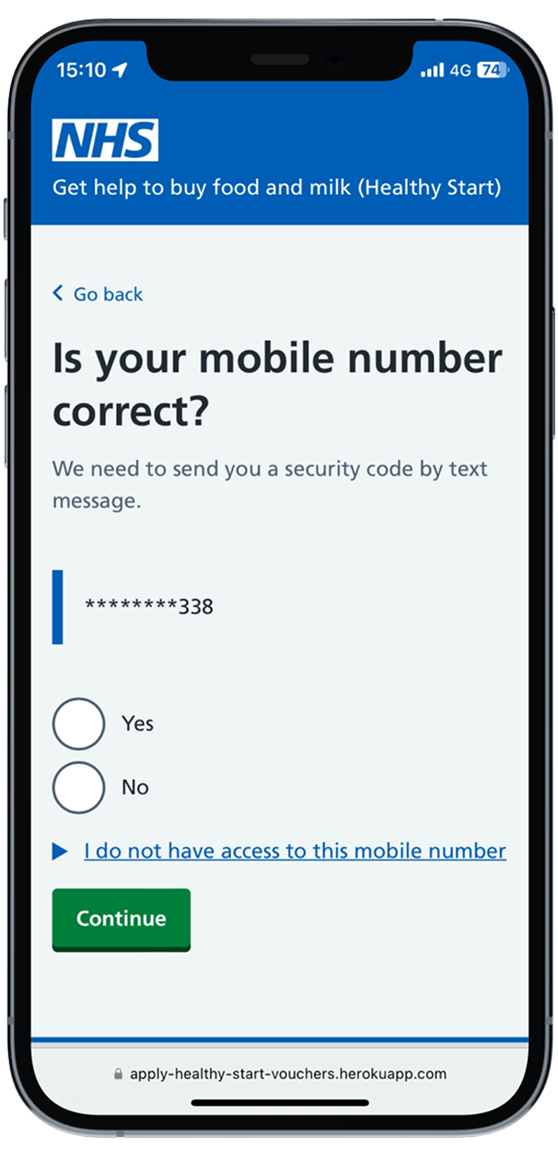 15:10
4G 74
NHS
Get help to buy food and milk (Healthy Start)
Go back
Is your mobile number
correct?
We need to send you a security code by text
message.
********338
Yes
No
I do not have access to this mobile number
Continue
apply-healthy-start-vouchers.herokuapp.com